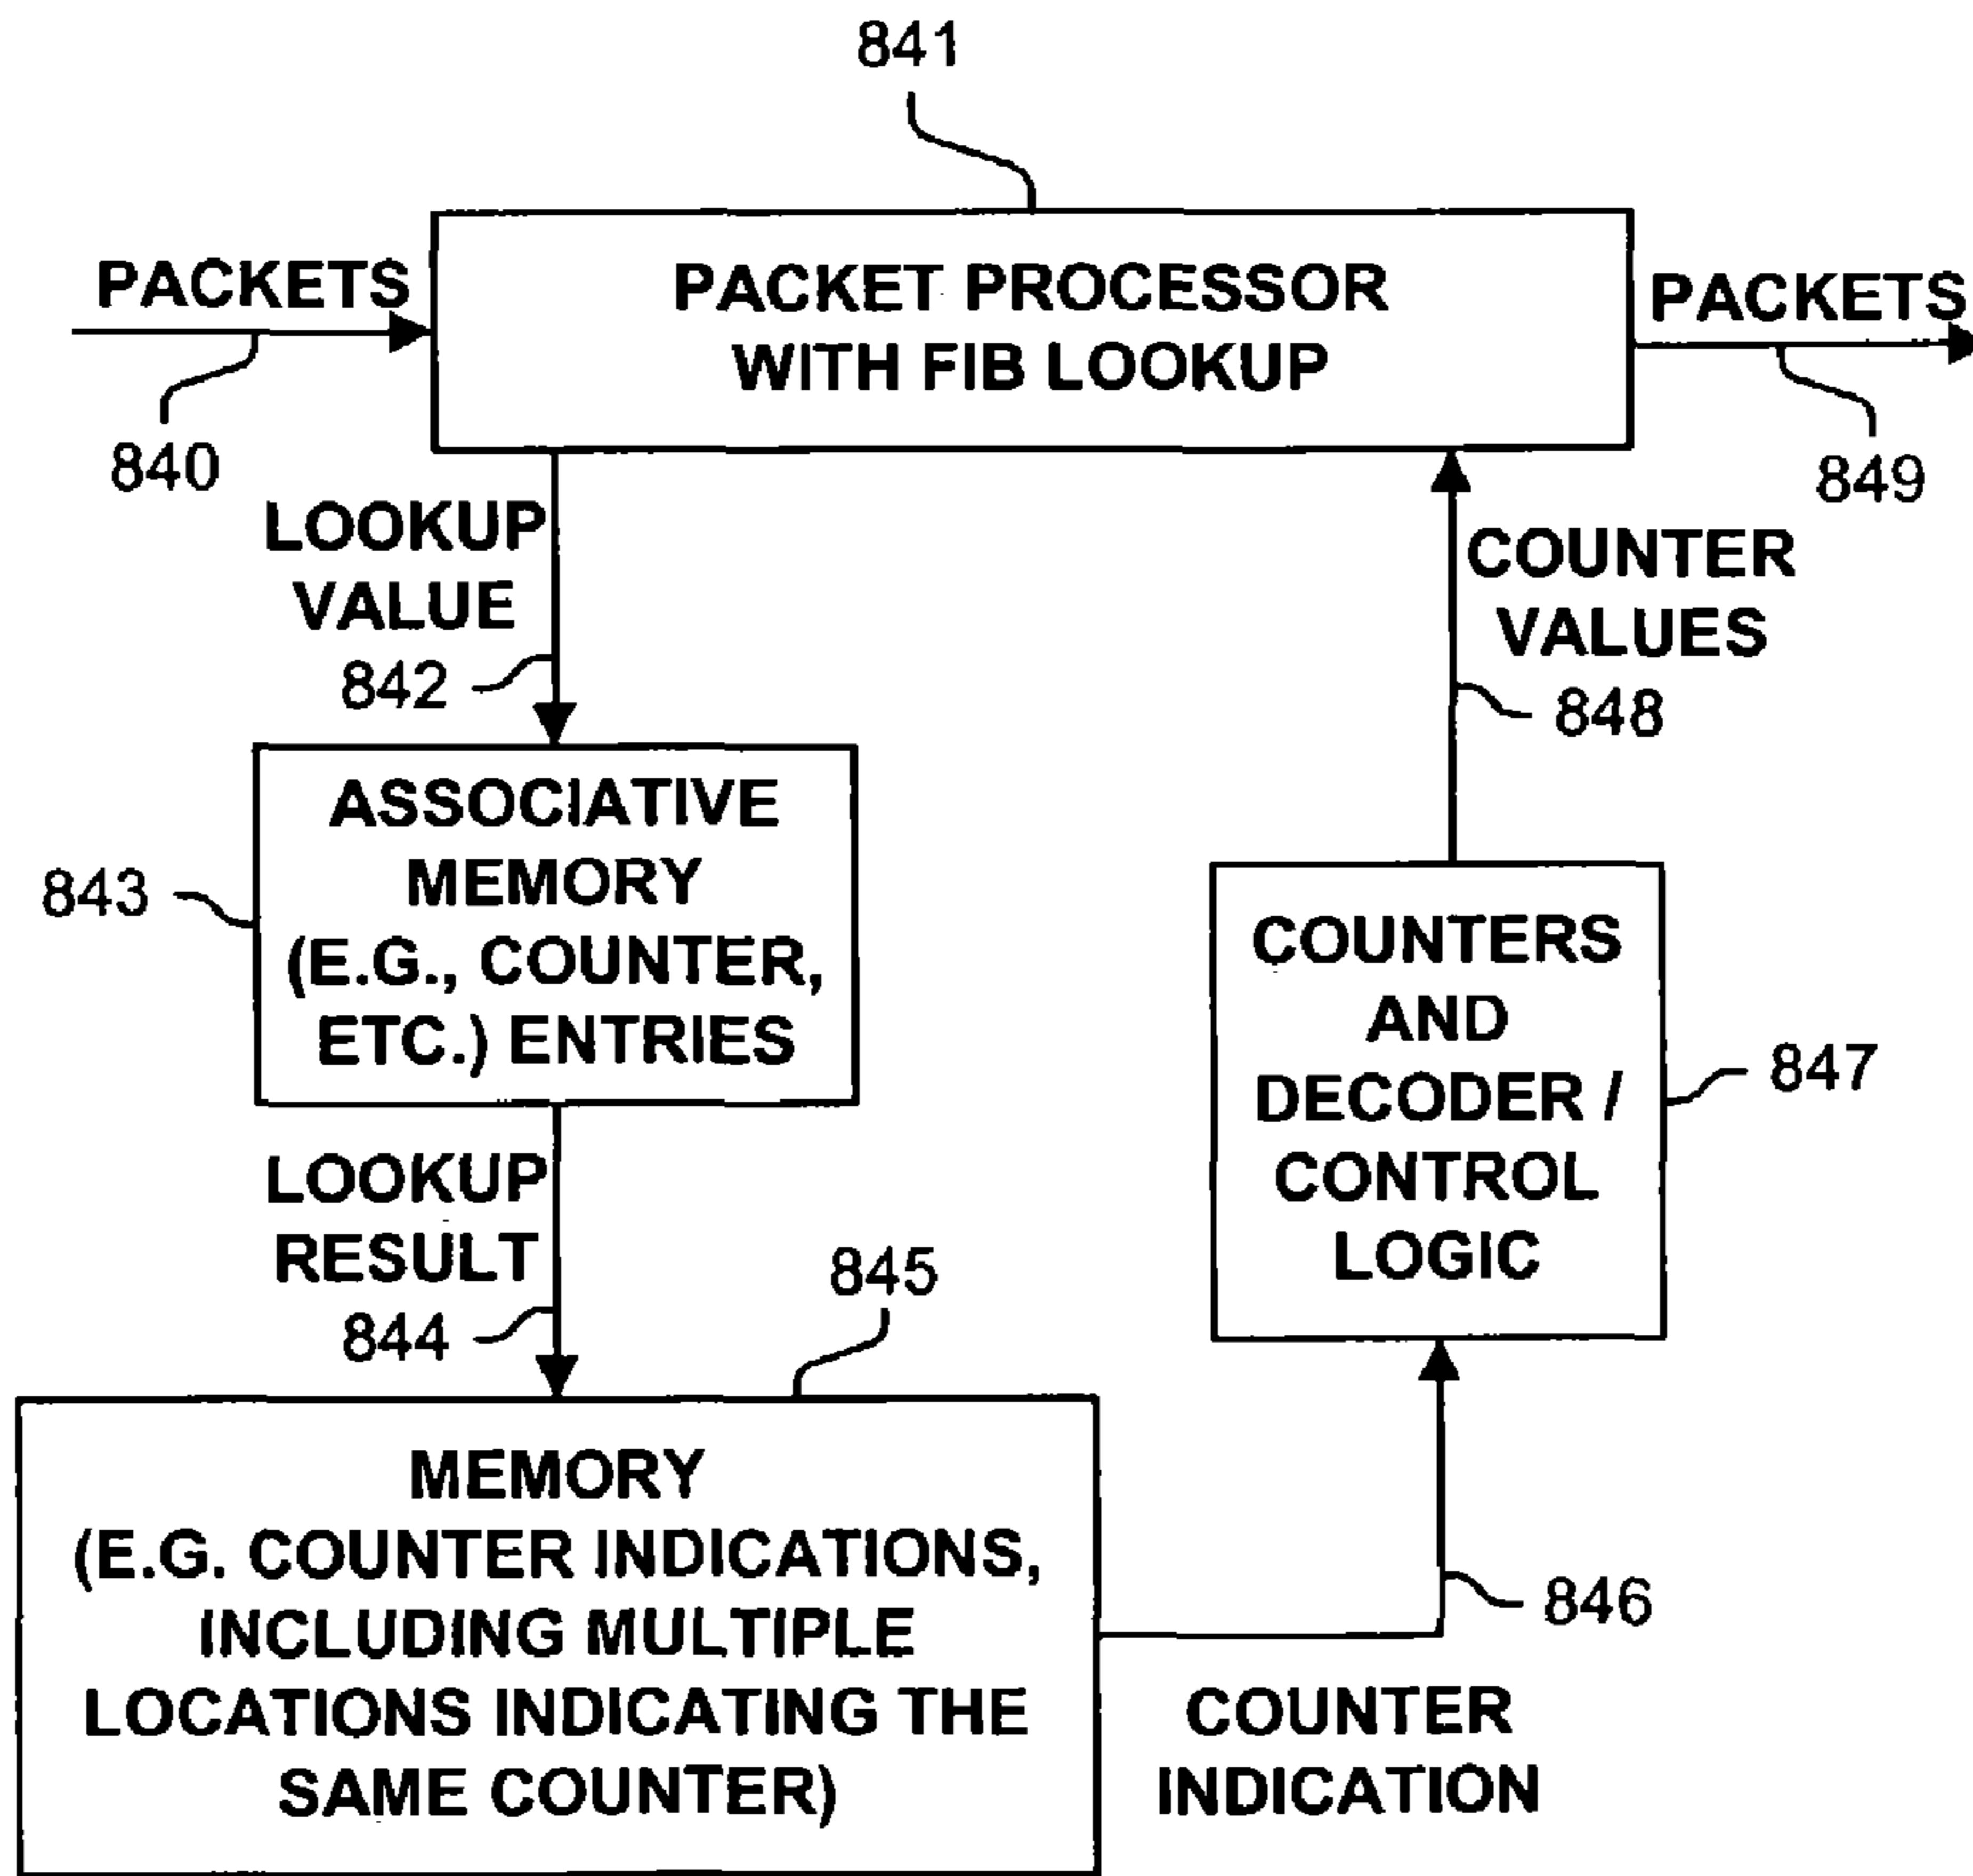 841
PACKETS
PACKET PROCESSOR
WITH FIB LOOKUP
PACKETS
840
849
LOOKUP
VALUE
842
COUNTER
VALUES
848
843
ASSOCIATIVE
MEMORY
(E.G., COUNTER,
ETC.) ENTRIES
COUNTERS
AND
DECODER /
CONTROL
LOGIC
847
LOOKUP
RESULT
844
845
MEMORY
(E.G. COUNTER INDICATIONS,
INCLUDING MULTIPLE
LOCATIONS INDICATING THE
SAME COUNTER)
846
COUNTER
INDICATION